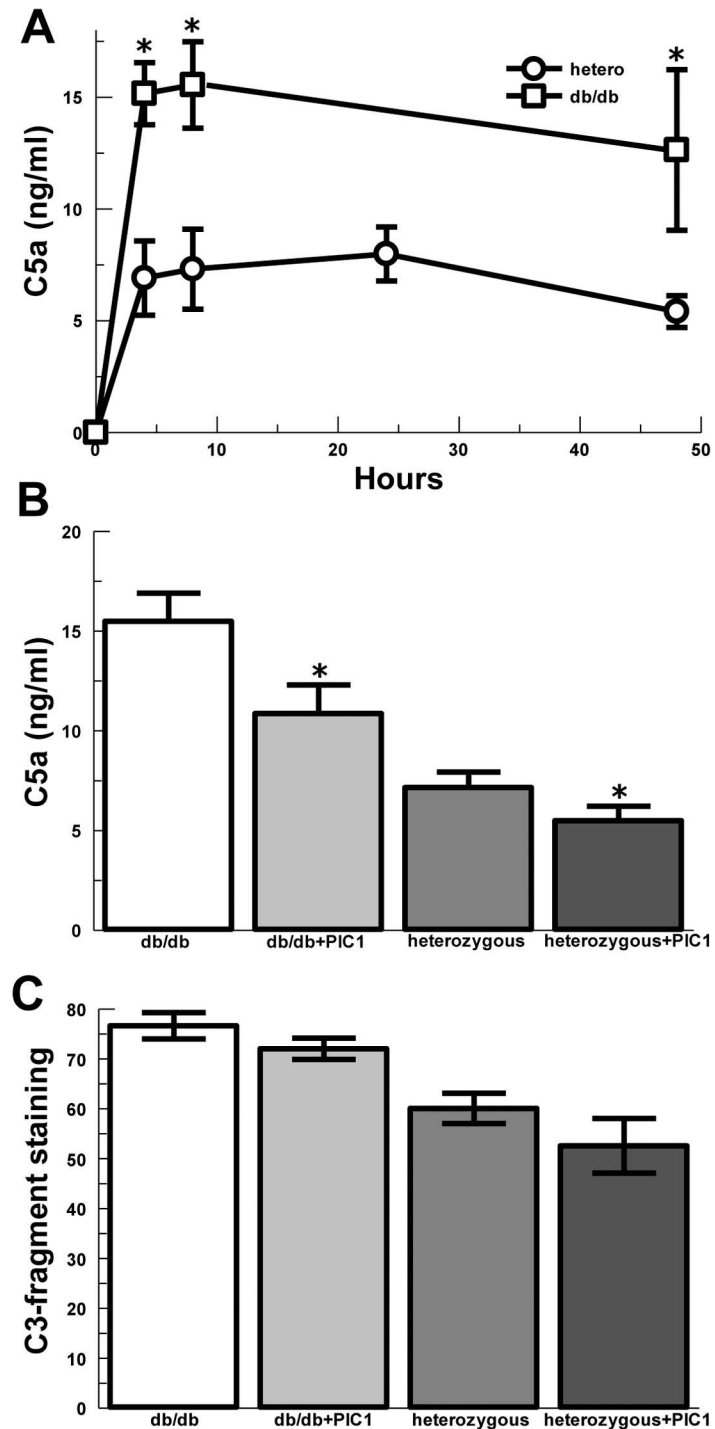 A
* * *
hetero
db/db
15
10
5
0
C5a (ng/ml)
0 10 20 30 40 50
Hours
B
20
15
10
5
0
C5a (ng/ml)
* *
db/db db/db+PIC1 heterozygous heterozygous+PIC1
C
80
70
60
50
40
30
20
10
0
C3-fragment staining
db/db db/db+PIC1 heterozygous heterozygous+PIC1